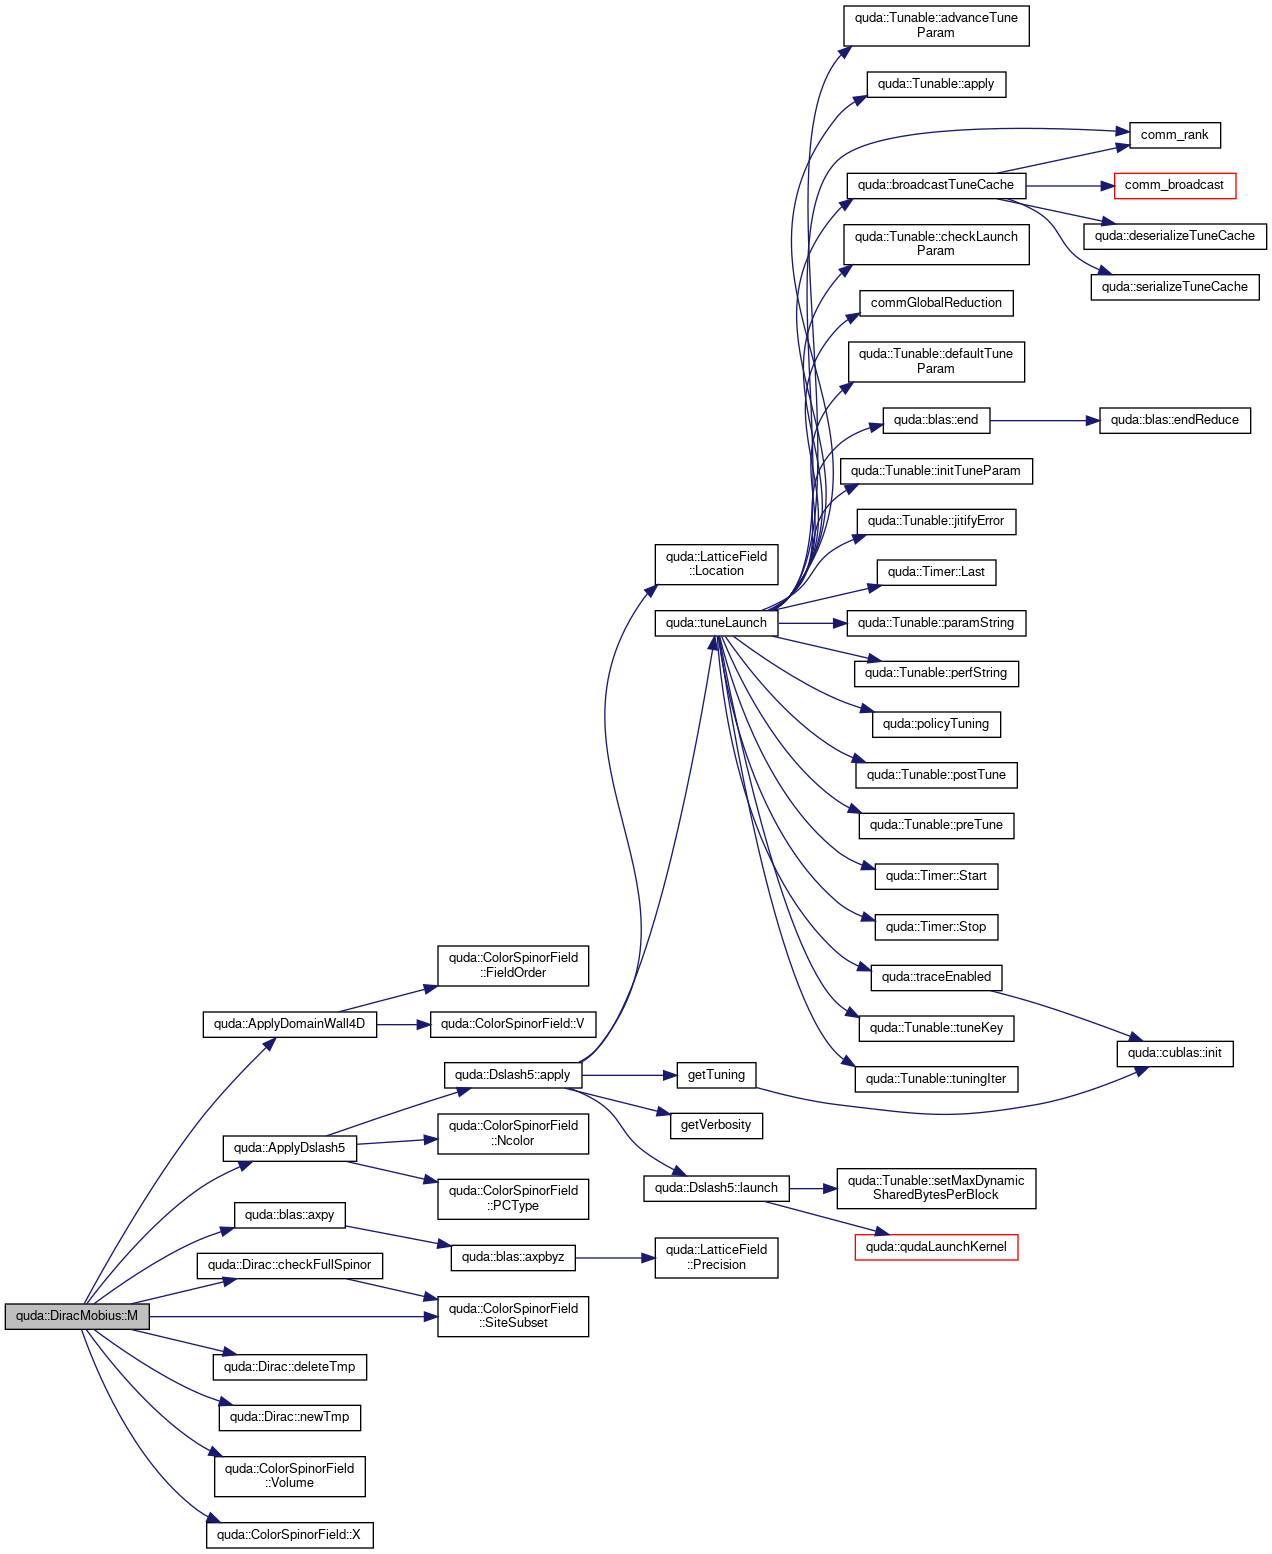 quda::Tunable::advanceTune
Param
quda::Tunable::apply
comm_rank
quda::broadcastTuneCache
comm_broadcast
quda::deserializeTuneCache
quda::Tunable::checkLaunch
Param
quda::serializeTuneCache
commGlobalReduction
quda::Tunable::defaultTune
Param
quda::blas::end
quda::blas::endReduce
quda::Tunable::initTuneParam
quda::Tunable::jitifyError
quda::LatticeField
::Location
quda::Timer::Last
quda::tuneLaunch
quda::Tunable::paramString
quda::Tunable::perfString
quda::policyTuning
quda::Tunable::postTune
quda::Tunable::preTune
quda::Timer::Start
quda::Timer::Stop
quda::ColorSpinorField
::FieldOrder
quda::traceEnabled
quda::ApplyDomainWall4D
quda::ColorSpinorField::V
quda::Tunable::tuneKey
quda::cublas::init
quda::Dslash5::apply
getTuning
quda::Tunable::tuningIter
getVerbosity
quda::ApplyDslash5
quda::ColorSpinorField
::Ncolor
quda::Dslash5::launch
quda::Tunable::setMaxDynamic
SharedBytesPerBlock
quda::ColorSpinorField
::PCType
quda::blas::axpy
quda::qudaLaunchKernel
quda::blas::axpbyz
quda::LatticeField
::Precision
quda::Dirac::checkFullSpinor
quda::DiracMobius::M
quda::ColorSpinorField
::SiteSubset
quda::Dirac::deleteTmp
quda::Dirac::newTmp
quda::ColorSpinorField
::Volume
quda::ColorSpinorField::X